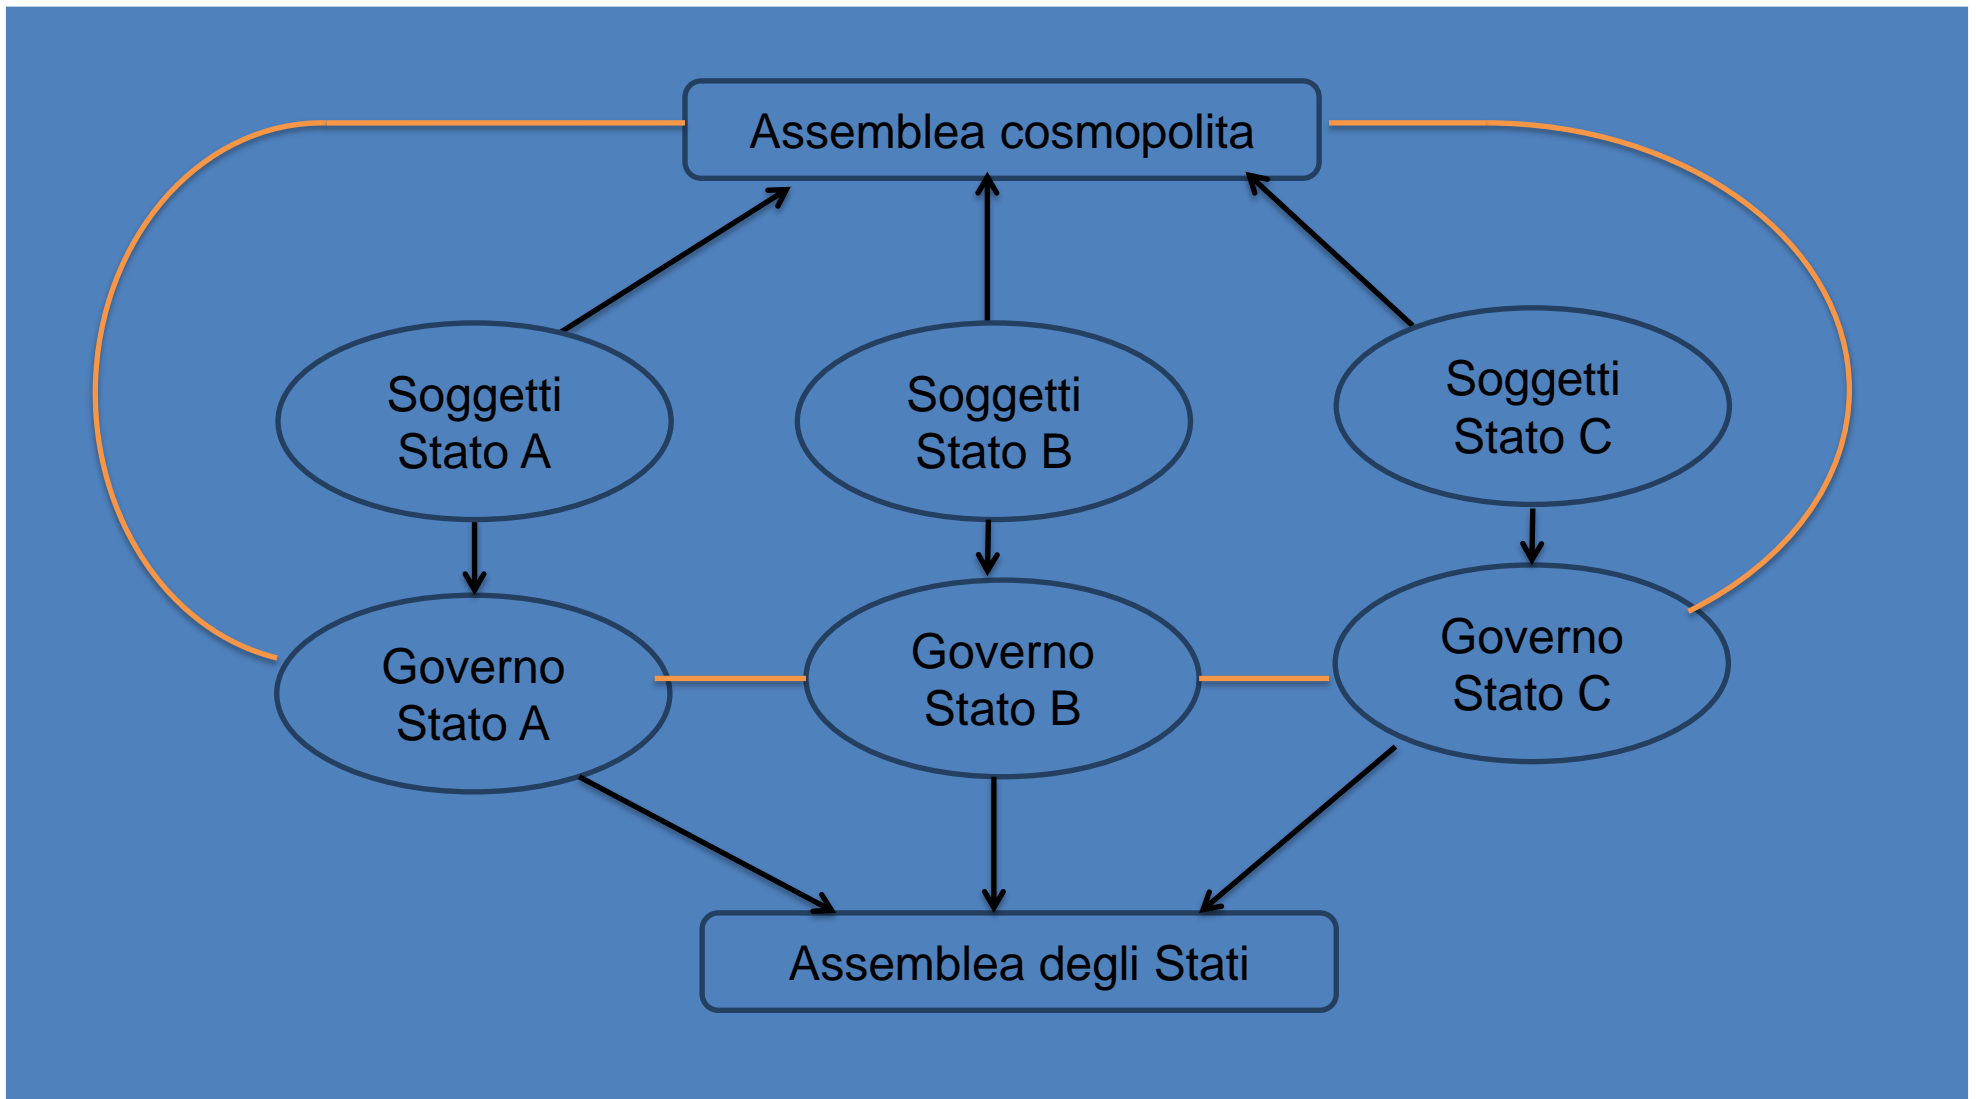 Assemblea cosmopolita
Soggetti
Stato A
Soggetti
Stato B
Soggetti
Stato C
Governo
Stato A
Governo
Stato B
Governo
Stato C
Assemblea degli Stati